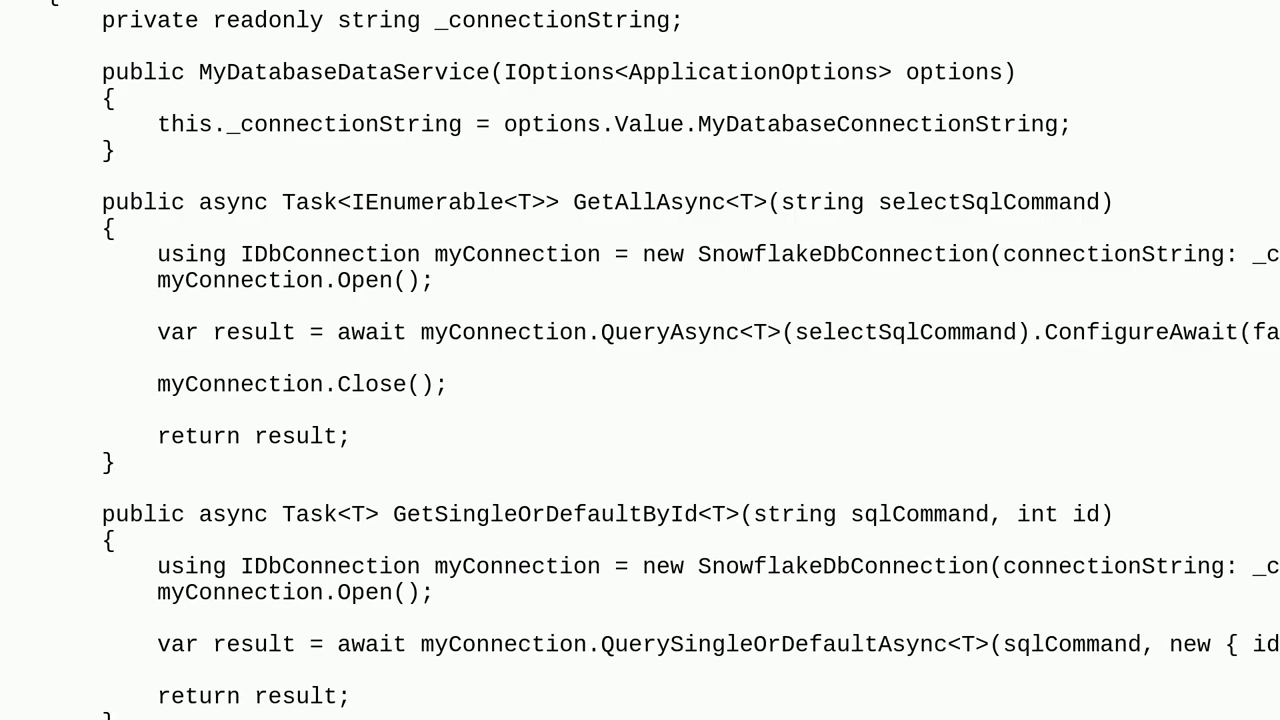 {
private readonly string _connectionString;
public MyDatabaseDataService(IOptions<ApplicationOptions> options)
{
this._connectionString = options.Value.MyDatabaseConnectionString;
}
public async Task<IEnumerable<T>> GetAllAsync<T>(string selectSqlCommand)
{
using IDbConnection myConnection = new SnowflakeDbConnection(connectionString: _c
myConnection.Open();
var result = await myConnection.QueryAsync<T>(selectSqlCommand).ConfigureAwait(fa
myConnection.Close();
return result;
}
public async Task<T> GetSingleOrDefaultById<T>(string sqlCommand, int id)
{
using IDbConnection myConnection = new SnowflakeDbConnection(connectionString: _c
myConnection.Open();
var result = await myConnection.QuerySingleOrDefaultAsync<T>(sqlCommand, new { id
return result;
}